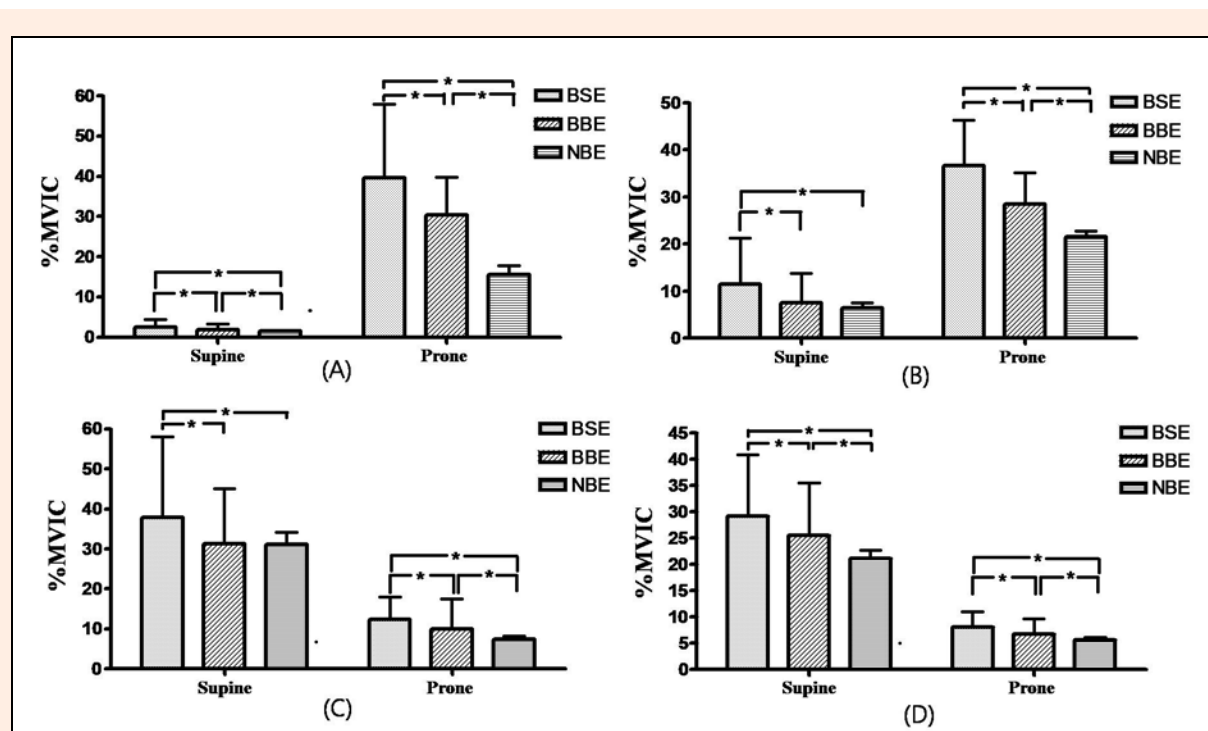 60
50
40
30
20
10
0
%MVIC
* * *
* * *
Supine
Prone
BSE
BBE
NBE
(A)
50
40
30
20
10
0
%MVIC
* *
* * *
Supine
Prone
BSE
BBE
NBE
(B)
60
50
40
30
20
10
0
%MVIC
* *
* * *
Supine
Prone
BSE
BBE
NBE
(C)
45
40
35
30
25
20
15
10
5
0
%MVIC
* * *
* * *
Supine
Prone
BSE
BBE
NBE
(D)